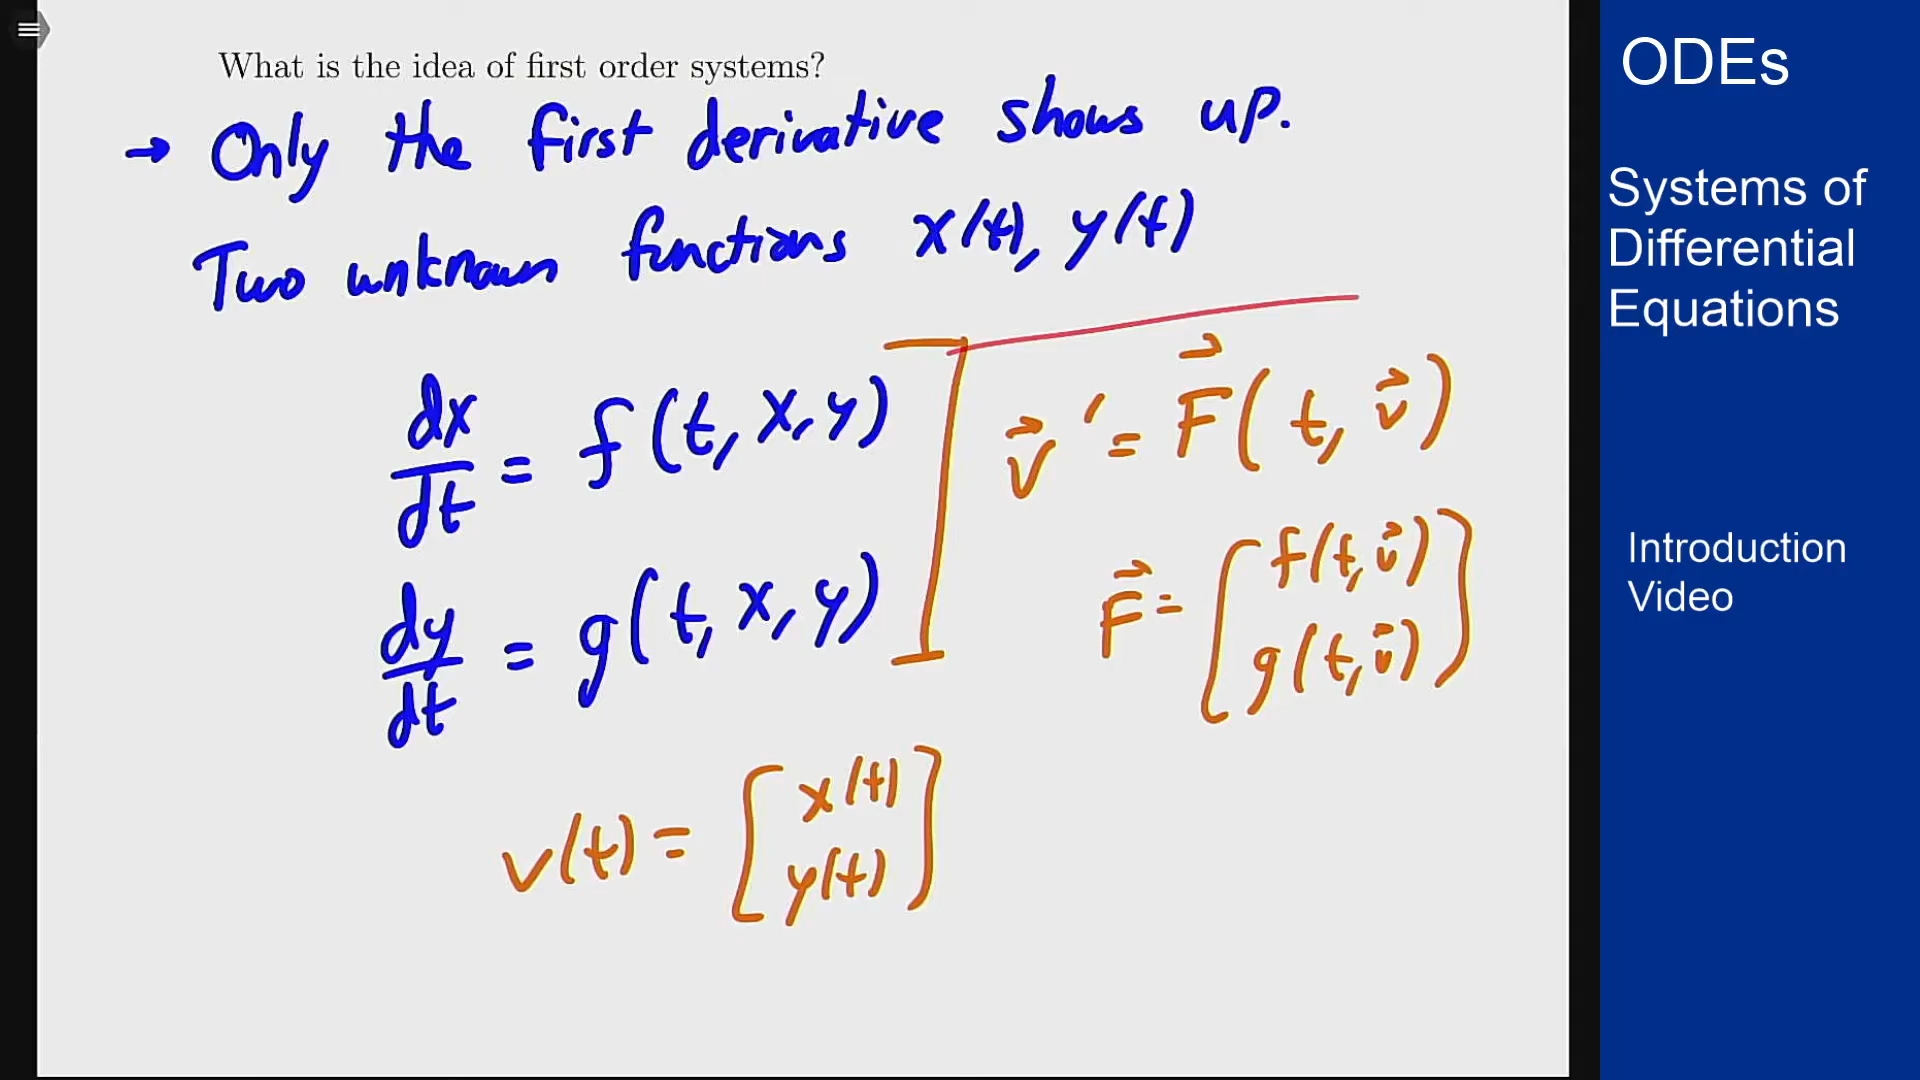 What is the idea of first order systems?
→ Only the first derivative shows up.
Two unknown functions x(t), y(t)
dx/dt = f(t, x, y)
dy/dt = g(t, x, y)
v⃗' = F⃗(t, v⃗)
F⃗ = [f(t, v⃗)
g(t, v⃗)]
v(t) = [x(t)
y(t)]
ODEs
Systems of
Differential
Equations
Introduction
Video